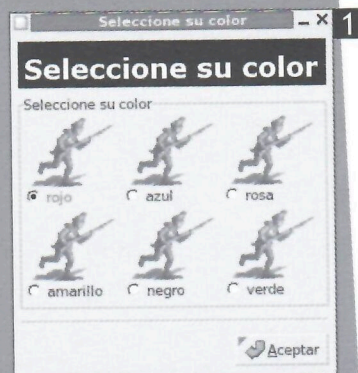 Seleccione su color
1
Seleccione su color
Seleccione su color
rojo
azul
rosa
amarillo
negro
verde
Aceptar